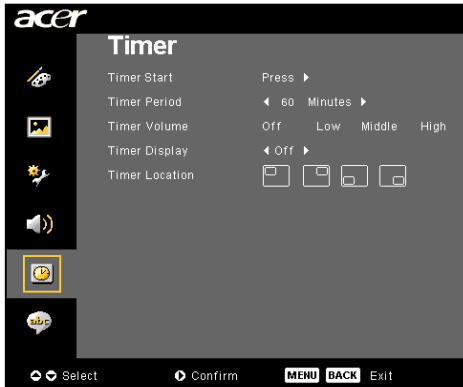 acer
Timer
Timer Start Press
Timer Period 60 Minutes
Timer Volume Off Low Middle High
Timer Display Off
Timer Location
abc
Select Confirm MENU BACK Exit